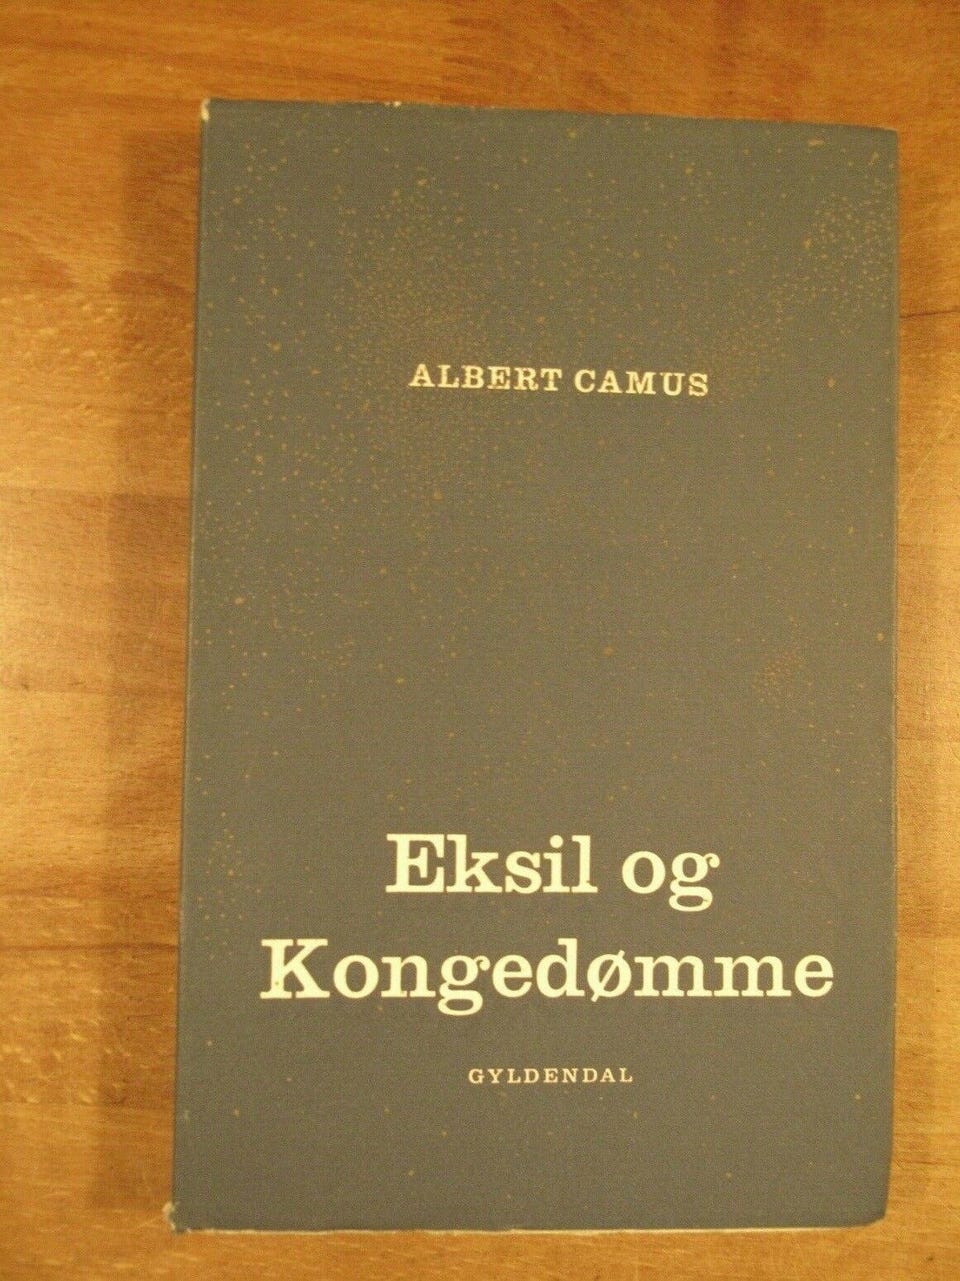 ALBERT CAMUS
Eksil og
Kongedømme
GYLDENDAL